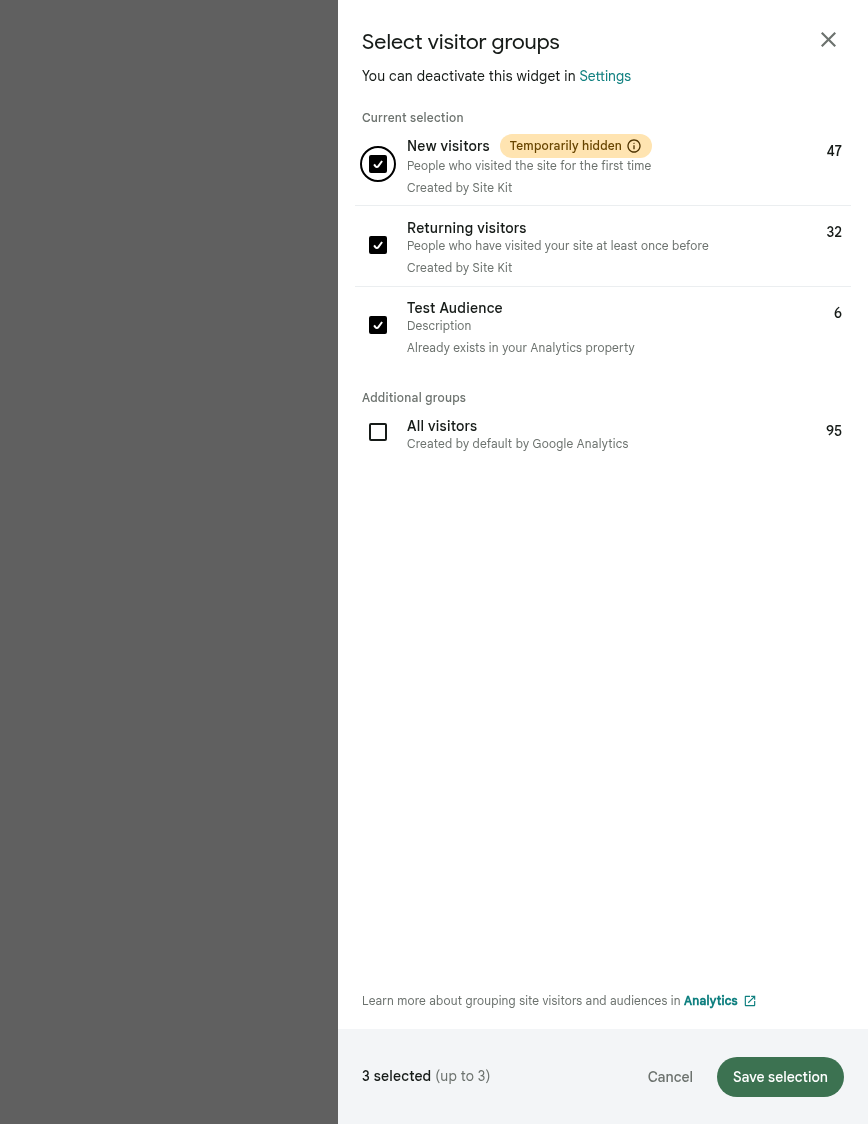 Select visitor groups
You can deactivate this widget in Settings
Current selection
New visitors Temporarily hidden
47
People who visited the site for the first time
Created by Site Kit
Returning visitors
32
People who have visited your site at least once before
Created by Site Kit
Test Audience
6
Description
Already exists in your Analytics property
Additional groups
All visitors
95
Created by default by Google Analytics
Learn more about grouping site visitors and audiences in Analytics
3 selected (up to 3)
Cancel
Save selection